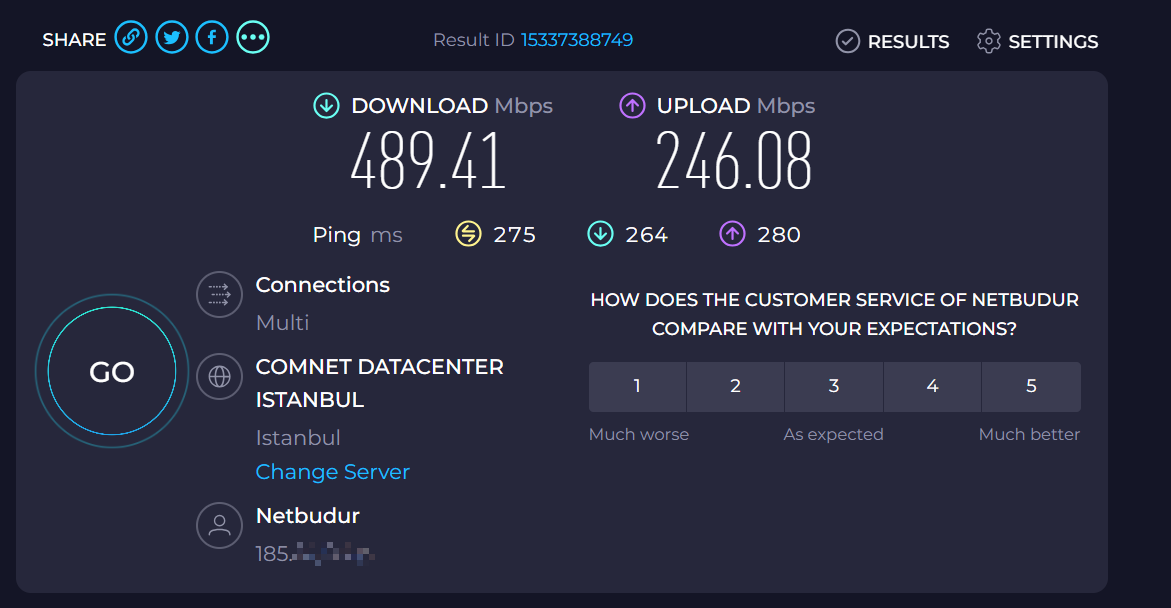 SHARE
Result ID 15337388749
RESULTS
SETTINGS
DOWNLOAD Mbps
489.41
UPLOAD Mbps
246.08
Ping ms
275
264
280
GO
Connections
Multi
COMNET DATACENTER
ISTANBUL
Istanbul
Change Server
Netbudur
185.
HOW DOES THE CUSTOMER SERVICE OF NETBUDUR
COMPARE WITH YOUR EXPECTATIONS?
1 2 3 4 5
Much worse As expected Much better